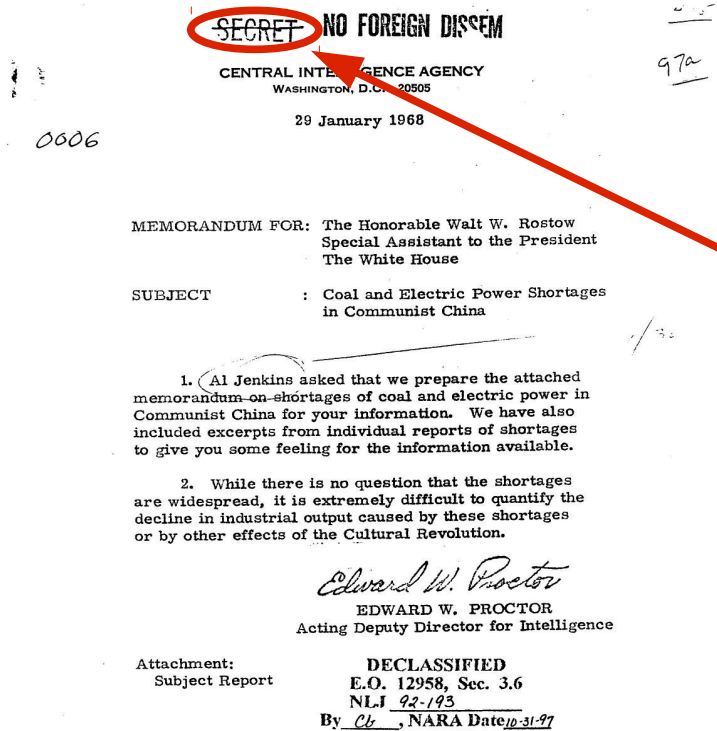 SECRET NO FOREIGN DISSEM
CENTRAL INTELLIGENCE AGENCY
WASHINGTON, D.C. 20505
97a
29 January 1968
0006
MEMORANDUM FOR: The Honorable Walt W. Rostow
Special Assistant to the President
The White House
SUBJECT : Coal and Electric Power Shortages
in Communist China
1. Al Jenkins asked that we prepare the attached
memorandum on shortages of coal and electric power in
Communist China for your information. We have also
included excerpts from individual reports of shortages
to give you some feeling for the information available.
2. While there is no question that the shortages
are widespread, it is extremely difficult to quantify the
decline in industrial output caused by these shortages
or by other effects of the Cultural Revolution.
Edward W. Proctor
EDWARD W. PROCTOR
Acting Deputy Director for Intelligence
Attachment:
Subject Report
DECLASSIFIED
E.O. 12958, Sec. 3.6
NLJ 92-193
By Cb, NARA Date 10-31-97